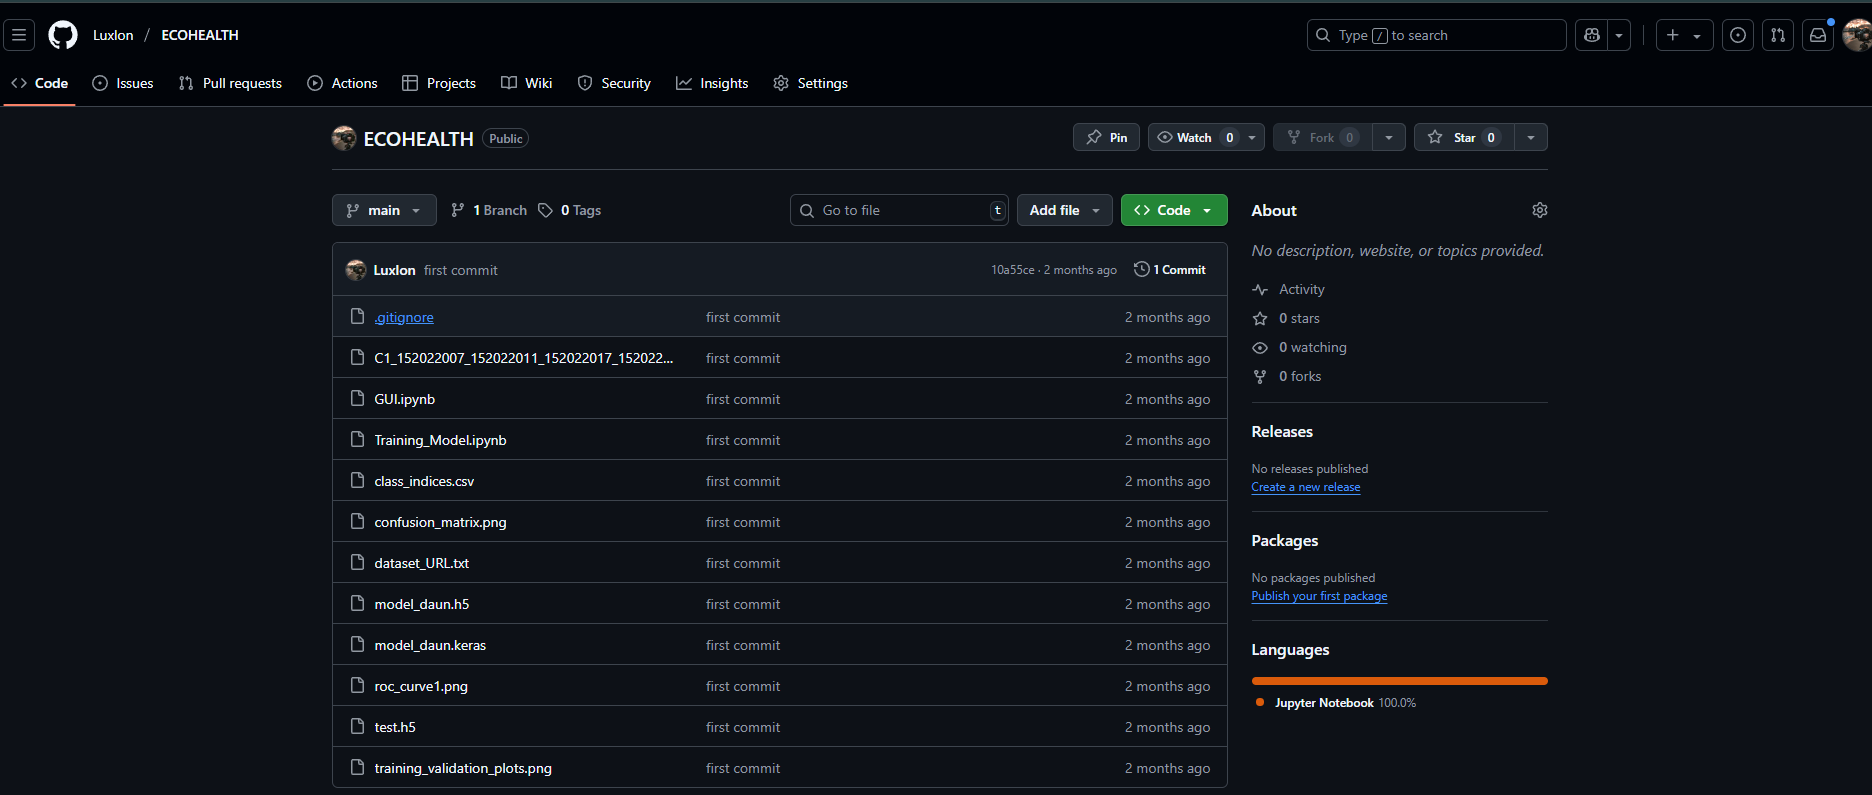 Luxlon / ECOHEALTH
Type / to search
Code Issues Pull requests Actions Projects Wiki Security Insights Settings
ECOHEALTH Public
Pin Watch 0 Fork 0 Star 0
main 1 Branch 0 Tags
Go to file t Add file Code
Luxlon first commit 10a55ce · 2 months ago 1 Commit
.gitignore first commit 2 months ago
C1_152022007_152022011_152022017_152022... first commit 2 months ago
GUI.ipynb first commit 2 months ago
Training_Model.ipynb first commit 2 months ago
class_indices.csv first commit 2 months ago
confusion_matrix.png first commit 2 months ago
dataset_URL.txt first commit 2 months ago
model_daun.h5 first commit 2 months ago
model_daun.keras first commit 2 months ago
roc_curve1.png first commit 2 months ago
test.h5 first commit 2 months ago
training_validation_plots.png first commit 2 months ago
About
No description, website, or topics provided.
Activity
0 stars
0 watching
0 forks
Releases
No releases published
Create a new release
Packages
No packages published
Publish your first package
Languages
Jupyter Notebook 100.0%